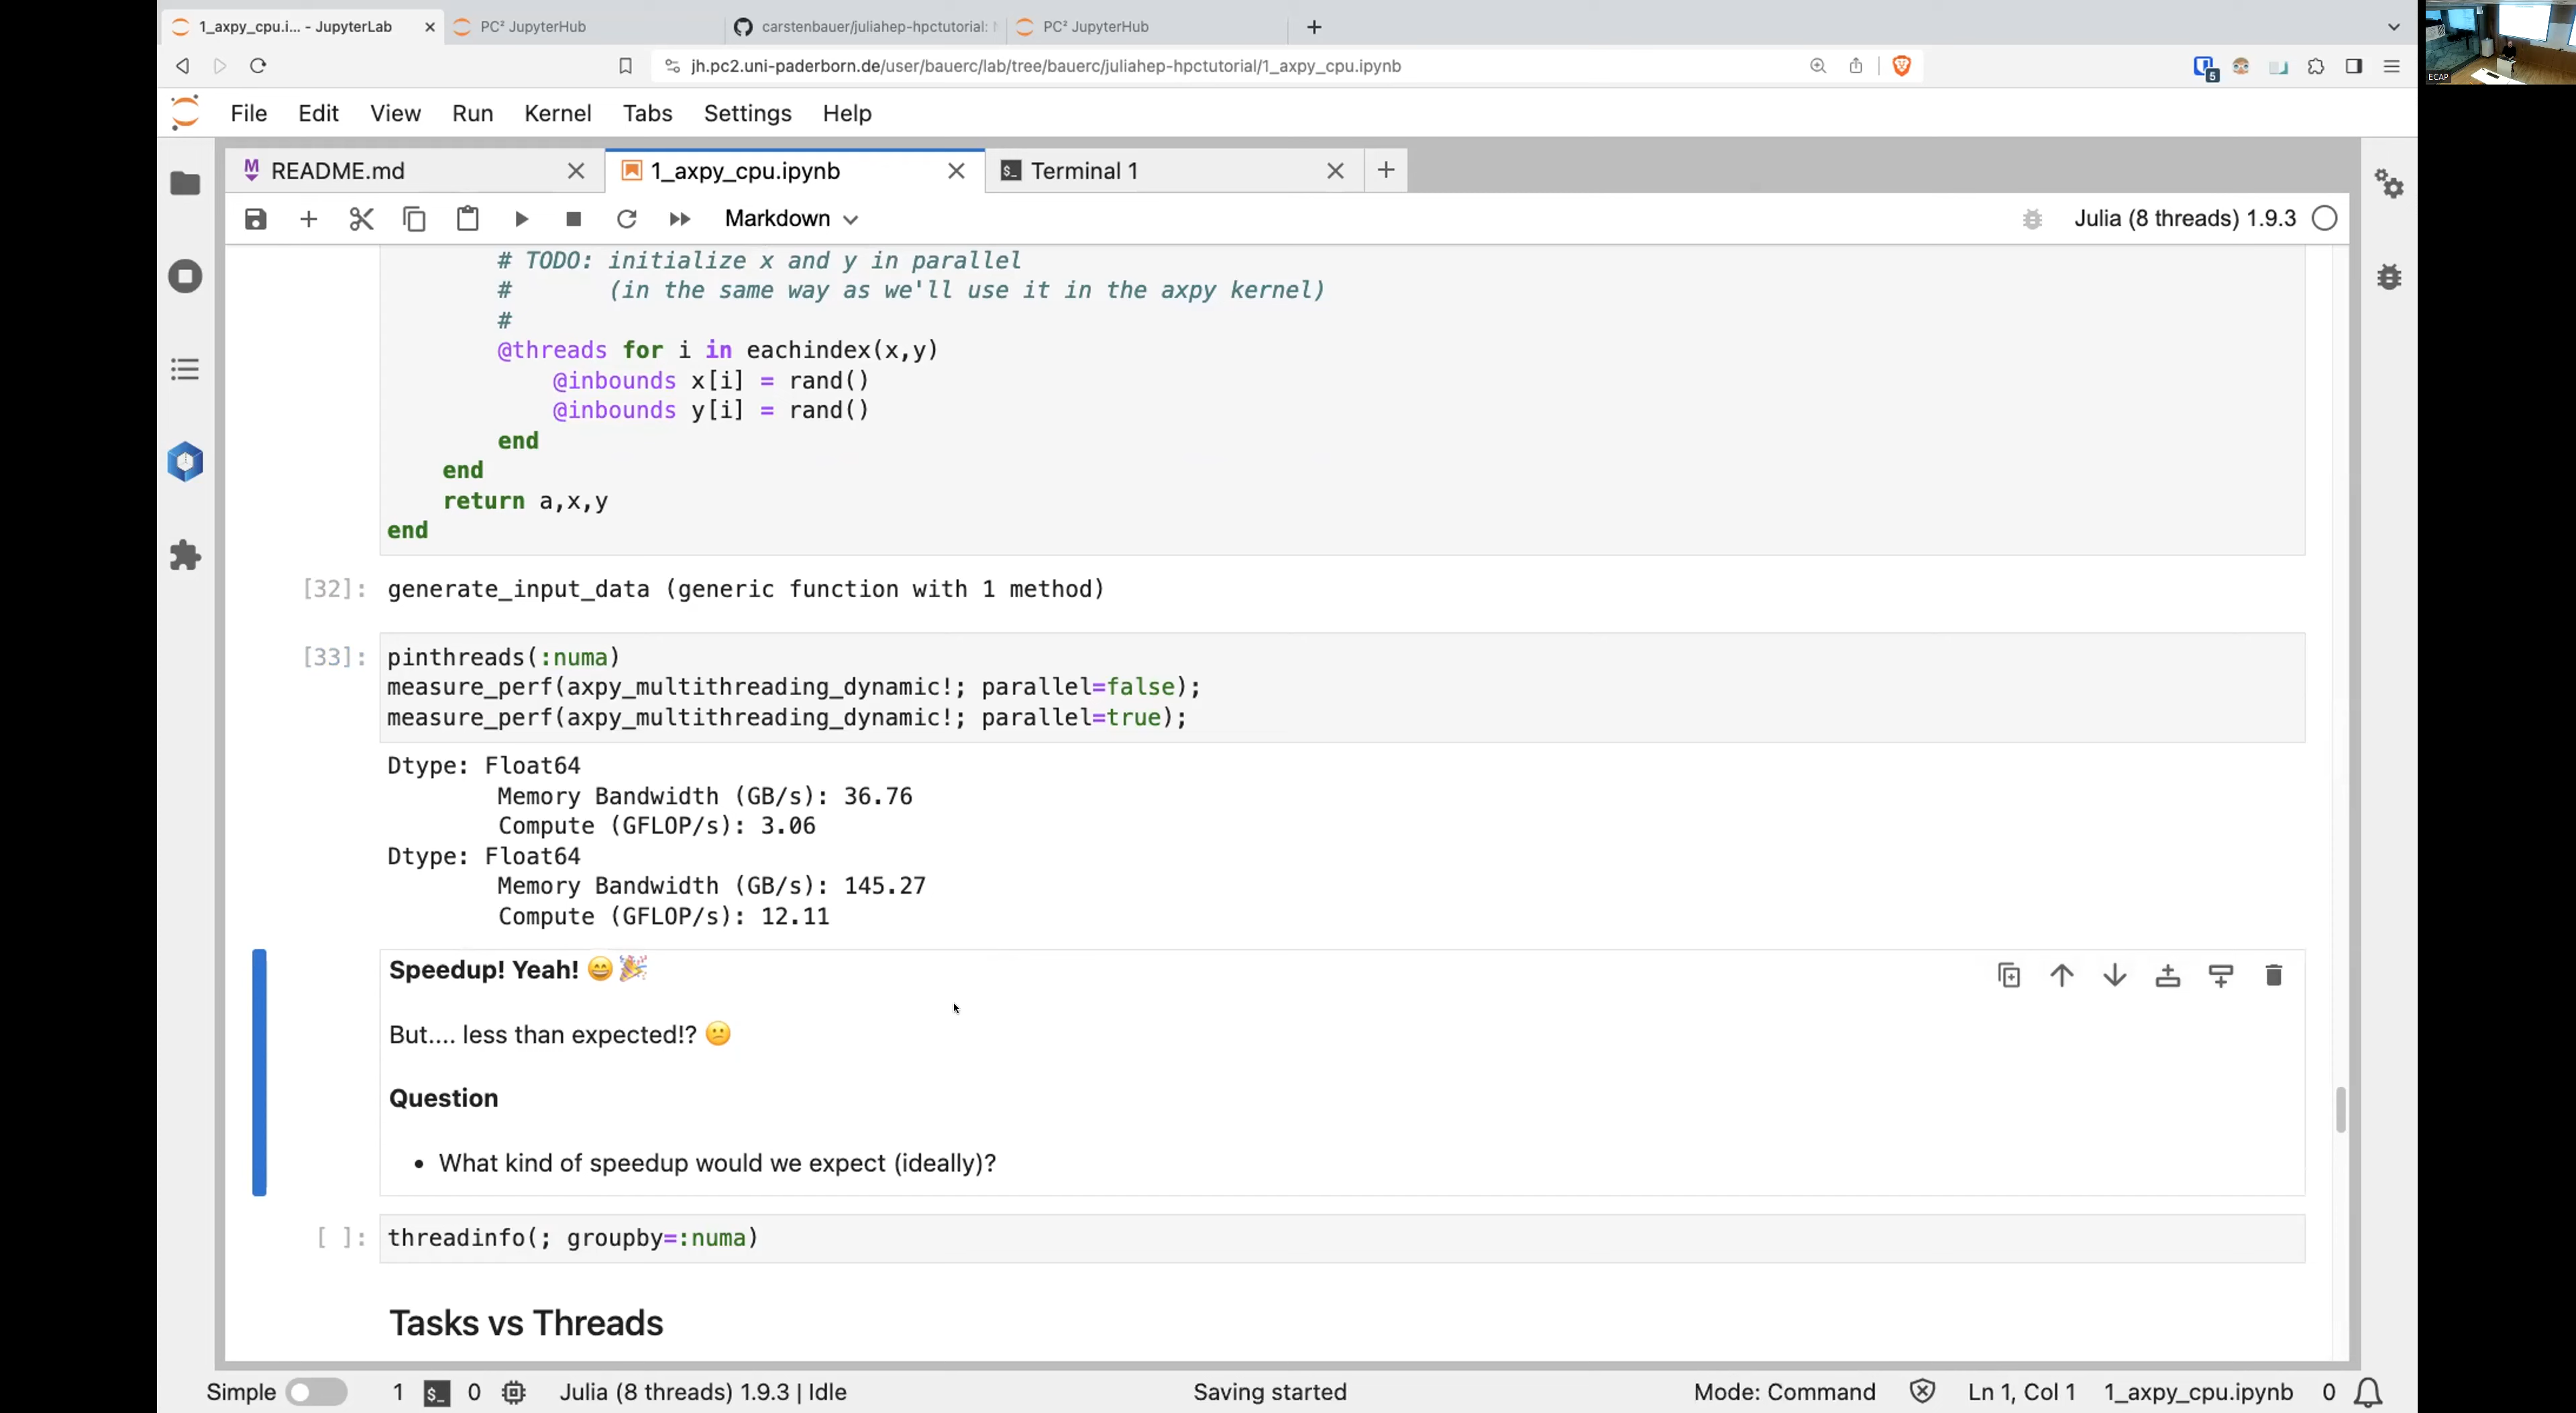 1_axpy_cpu.i... - JupyterLab
PC² JupyterHub
carstenbauer/juliahep-hpctutorial:
PC² JupyterHub
jh.pc2.uni-paderborn.de/user/bauerc/lab/tree/bauerc/juliahep-hpctutorial/1_axpy_cpu.ipynb
5
ECAP
File Edit View Run Kernel Tabs Settings Help
README.md
1_axpy_cpu.ipynb
Terminal 1
Markdown
Julia (8 threads) 1.9.3
# TODO: initialize x and y in parallel
# (in the same way as we'll use it in the axpy kernel)
#
@threads for i in eachindex(x,y)
@inbounds x[i] = rand()
@inbounds y[i] = rand()
end
end
return a,x,y
end
[32]: generate_input_data (generic function with 1 method)
[33]: pinthreads(:numa)
measure_perf(axpy_multithreading_dynamic!; parallel=false);
measure_perf(axpy_multithreading_dynamic!; parallel=true);
Dtype: Float64
Memory Bandwidth (GB/s): 36.76
Compute (GFLOP/s): 3.06
Dtype: Float64
Memory Bandwidth (GB/s): 145.27
Compute (GFLOP/s): 12.11
Speedup! Yeah! 😄 🎉
But.... less than expected!? 😕
Question
• What kind of speedup would we expect (ideally)?
[ ]: threadinfo(; groupby=:numa)
Tasks vs Threads
Simple 1 $_ 0 Julia (8 threads) 1.9.3 | Idle Saving started Mode: Command Ln 1, Col 1 1_axpy_cpu.ipynb 0